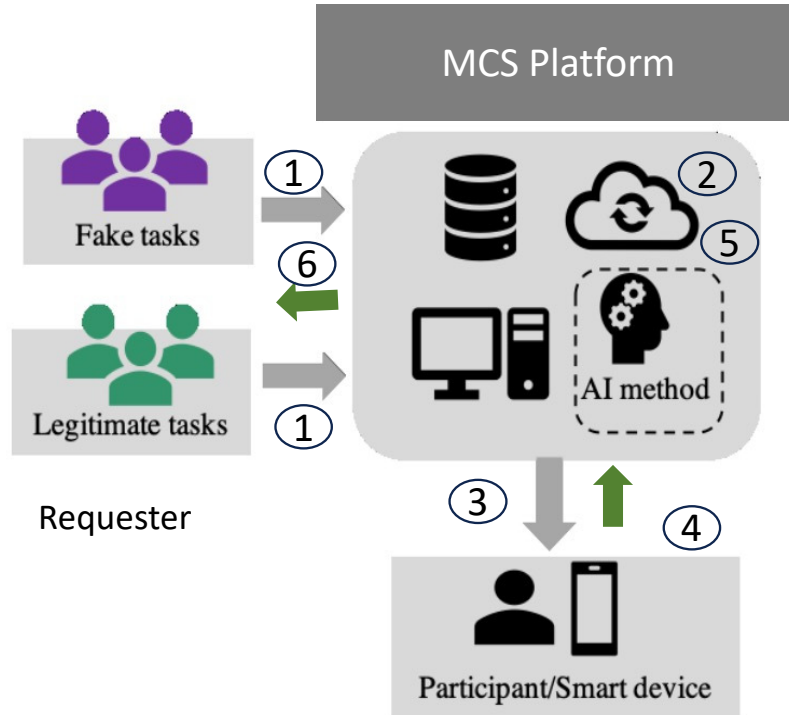 MCS Platform
1
2
Fake tasks
5
6
AI method
Legitimate tasks
1
3
Requester
4
Participant/Smart device